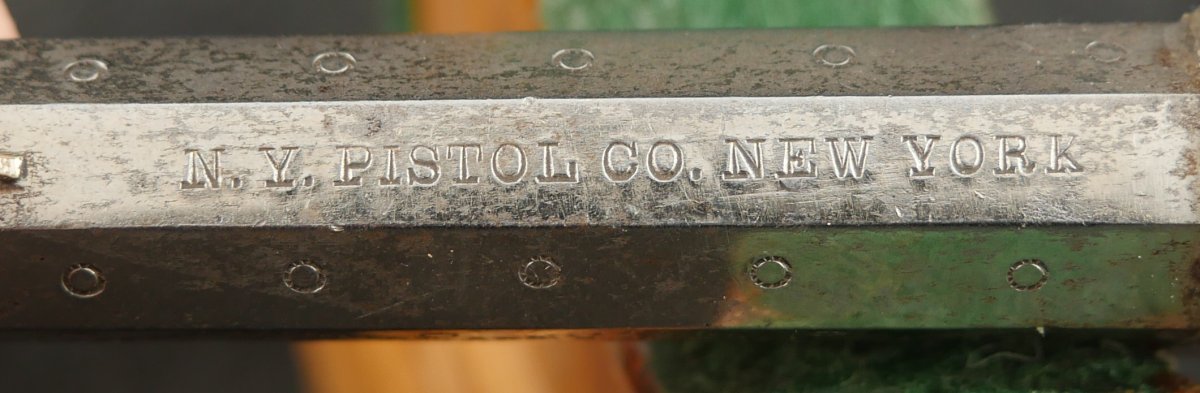 N.Y. PISTOL CO. NEW YORK